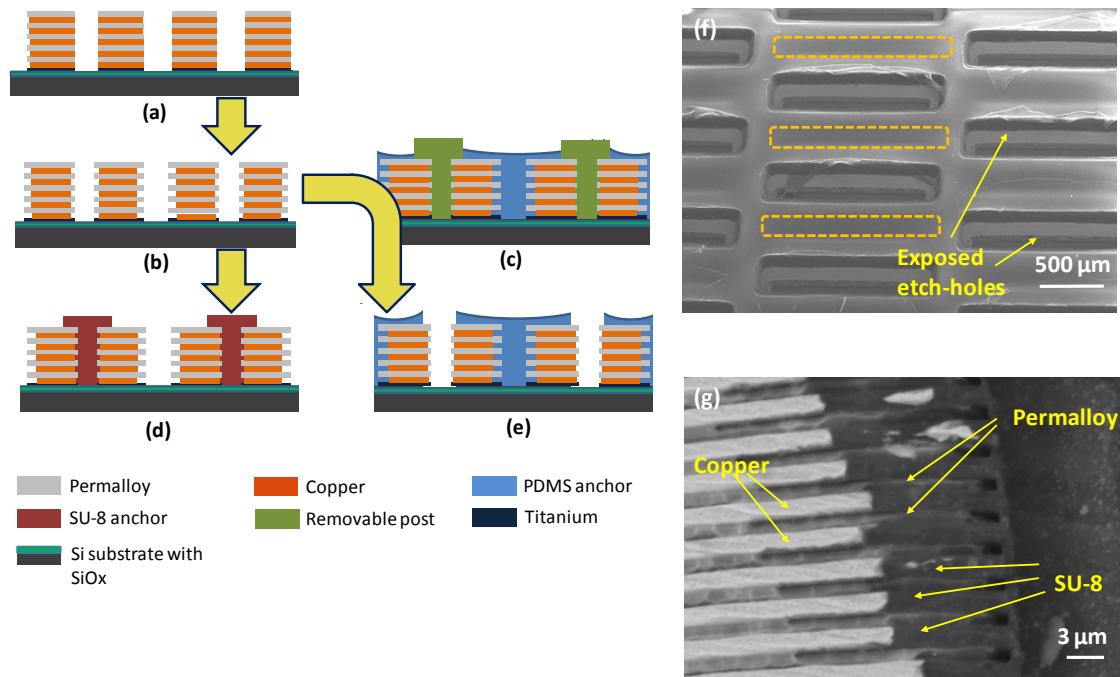 (a)
(b)
(c)
(d)
(e)
Permalloy
Copper
PDMS anchor
SU-8 anchor
Removable post
Titanium
Si substrate with
SiOx
(f)
Exposed
etch-holes
500 µm
(g)
Permalloy
Copper
SU-8
3 µm